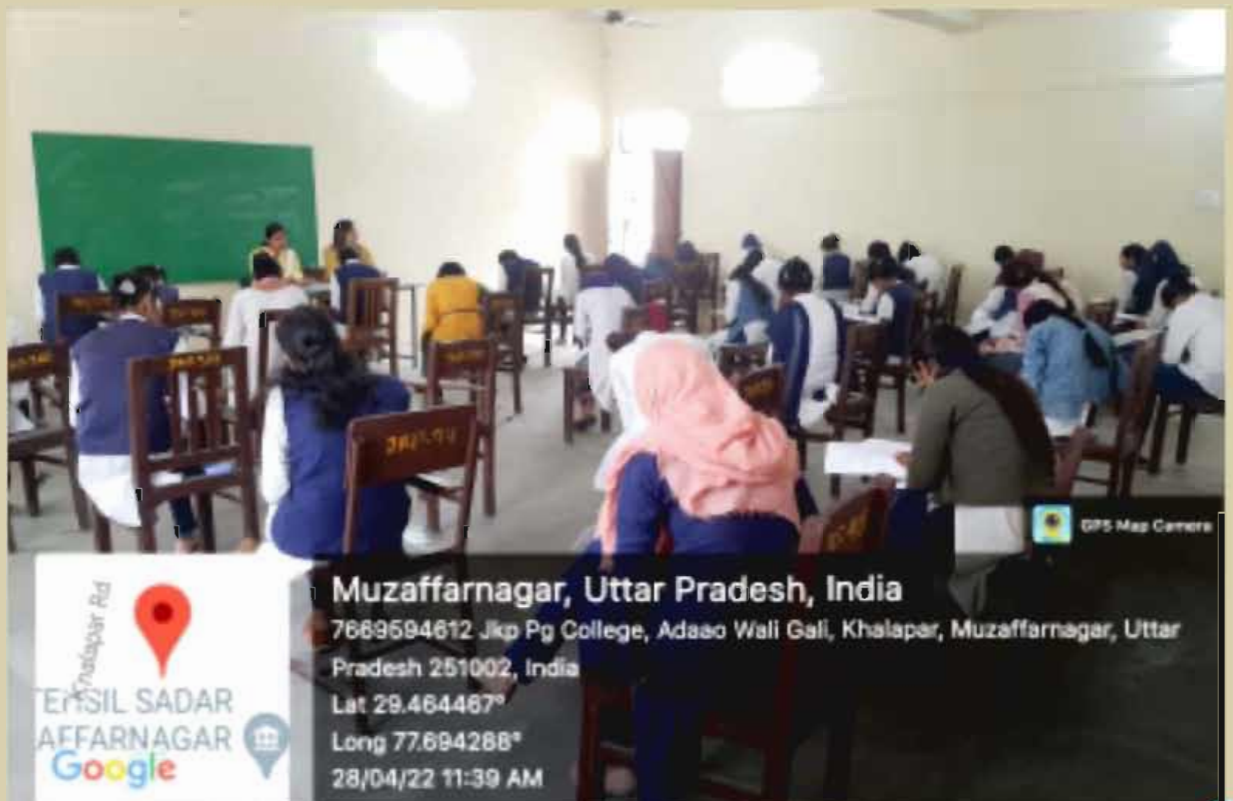 GPS Map Camera
Muzaffarnagar, Uttar Pradesh, India
7669594612 Jkp Pg College, Adaao Wali Gali, Khalapar, Muzaffarnagar, Uttar
Pradesh 251002, India
Lat 29.464467°
Long 77.694288°
28/04/22 11:39 AM
Khalapar Rd
SIL SADAR
AFFARNAGAR
Google